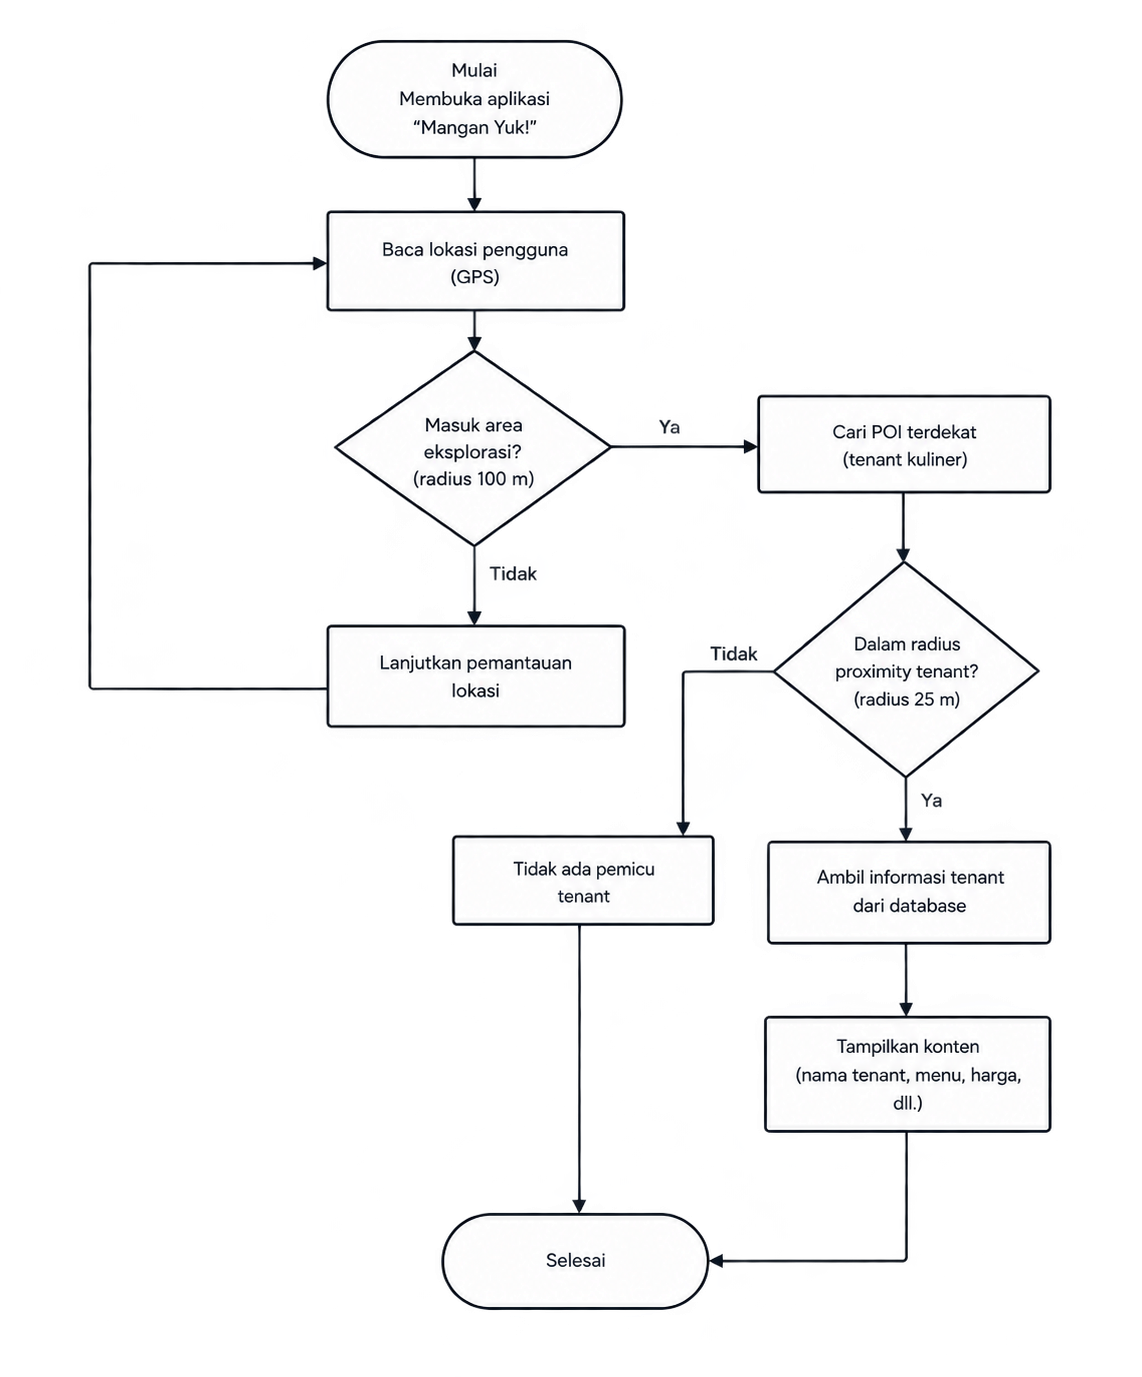 Mulai
Membuka aplikasi
“Mangan Yuk!”
Baca lokasi pengguna
(GPS)
Masuk area
eksplorasi?
(radius 100 m)
Ya
Cari POI terdekat
(tenant kuliner)
Tidak
Lanjutkan pemantauan
lokasi
Dalam radius
proximity tenant?
(radius 25 m)
Tidak
Ya
Tidak ada pemicu
tenant
Ambil informasi tenant
dari database
Tampilkan konten
(nama tenant, menu, harga,
dll.)
Selesai